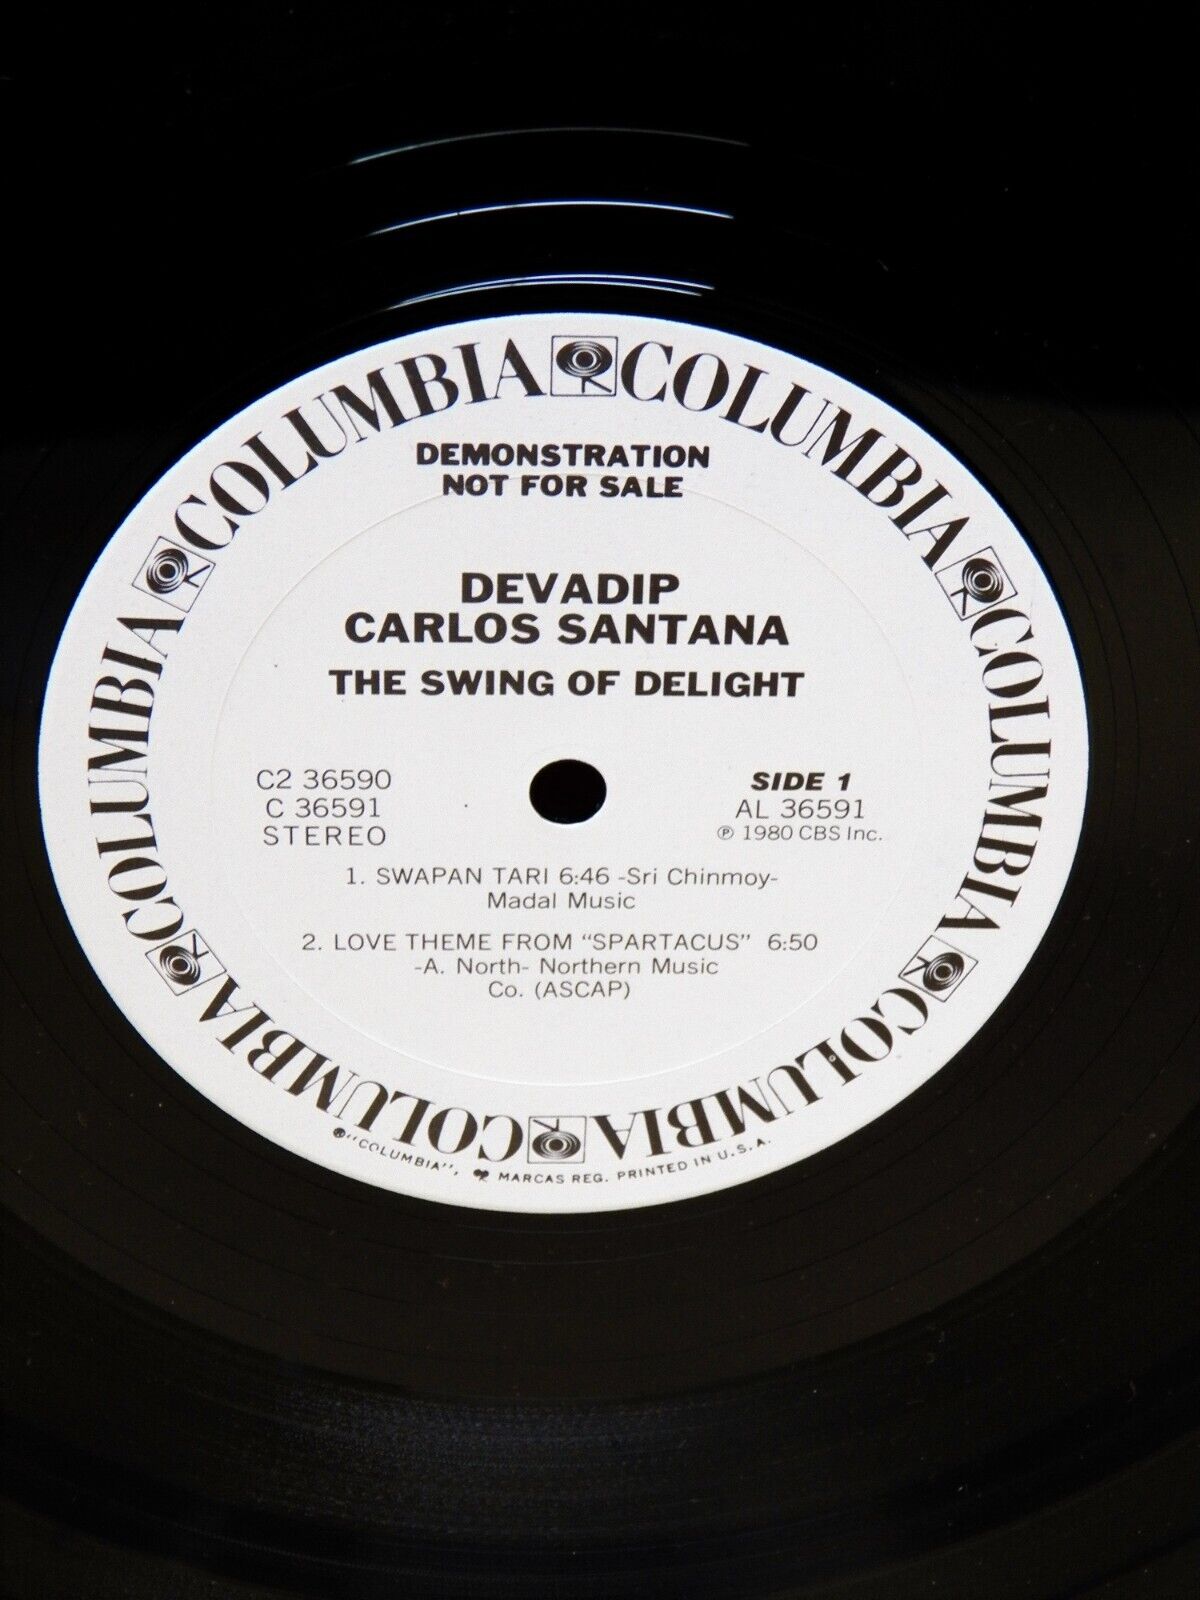 COLUMBIA COLUMBIA COLUMBIA COLUMBIA COLUMBIA COLUMBIA
DEMONSTRATION
NOT FOR SALE
DEVADIP
CARLOS SANTANA
THE SWING OF DELIGHT
C2 36590
C 36591
STEREO
SIDE 1
AL 36591
℗ 1980 CBS Inc.
1. SWAPAN TARI 6:46 -Sri Chinmoy-
Madal Music
2. LOVE THEME FROM "SPARTACUS" 6:50
-A. North- Northern Music
Co. (ASCAP)
® "COLUMBIA", MARCAS REG. PRINTED IN U.S.A.